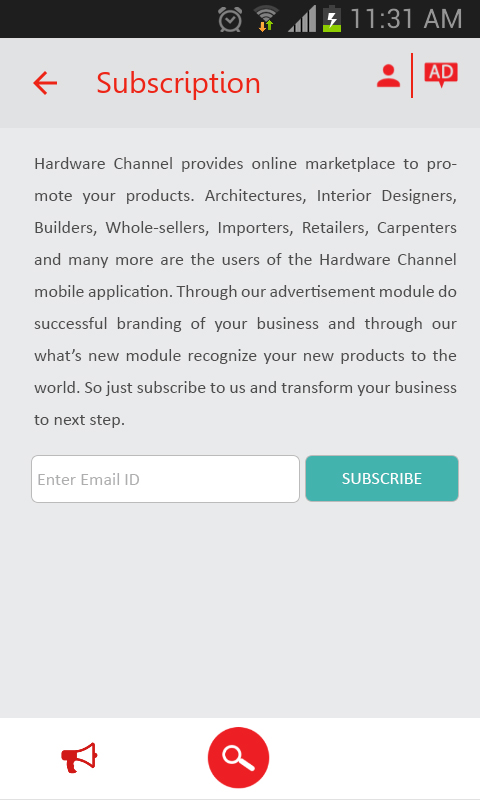 11:31 AM
Subscription
AD
Hardware Channel provides online marketplace to pro-
mote your products. Architectures, Interior Designers,
Builders, Whole-sellers, Importers, Retailers, Carpenters
and many more are the users of the Hardware Channel
mobile application. Through our advertisement module do
successful branding of your business and through our
what’s new module recognize your new products to the
world. So just subscribe to us and transform your business
to next step.
Enter Email ID
SUBSCRIBE